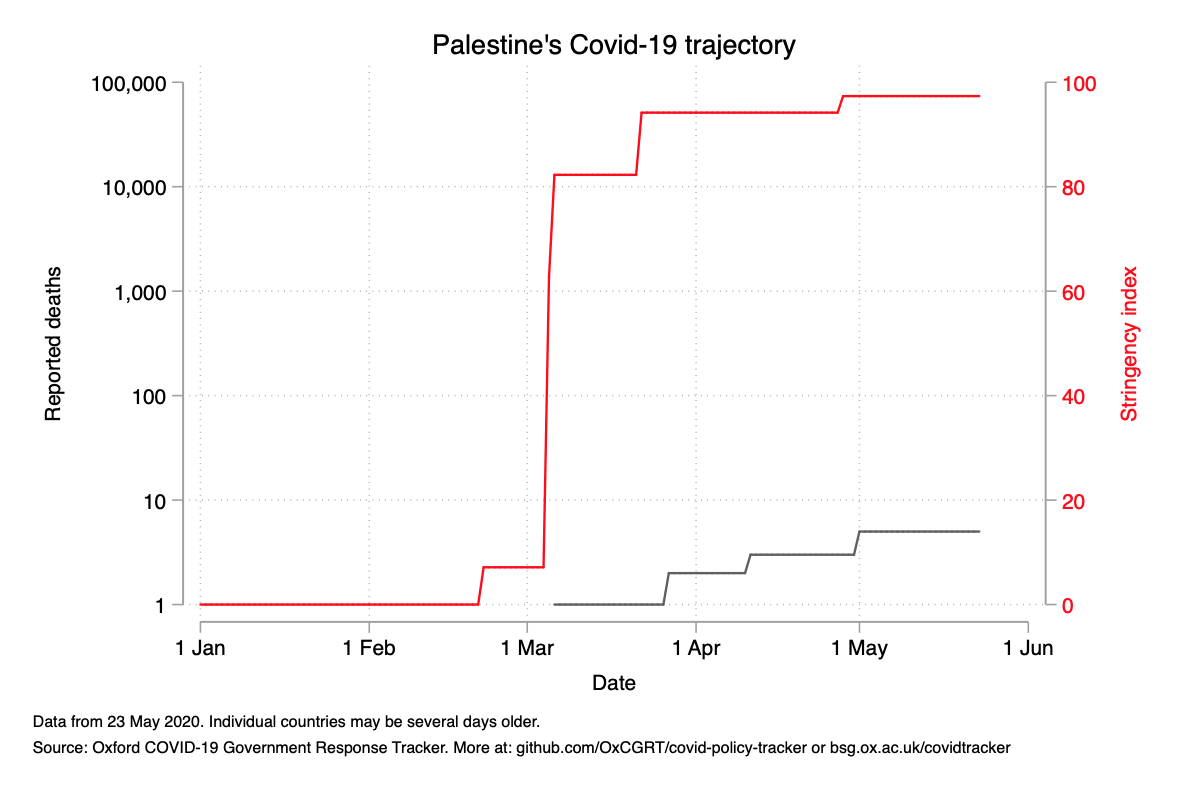 Palestine's Covid-19 trajectory
100,000
10,000
1,000
100
10
1
Reported deaths
100
80
60
40
20
0
Stringency index
1 Jan
1 Feb
1 Mar
1 Apr
1 May
1 Jun
Date
Data from 23 May 2020. Individual countries may be several days older.
Source: Oxford COVID-19 Government Response Tracker. More at: github.com/OxCGRT/covid-policy-tracker or bsg.ox.ac.uk/covidtracker